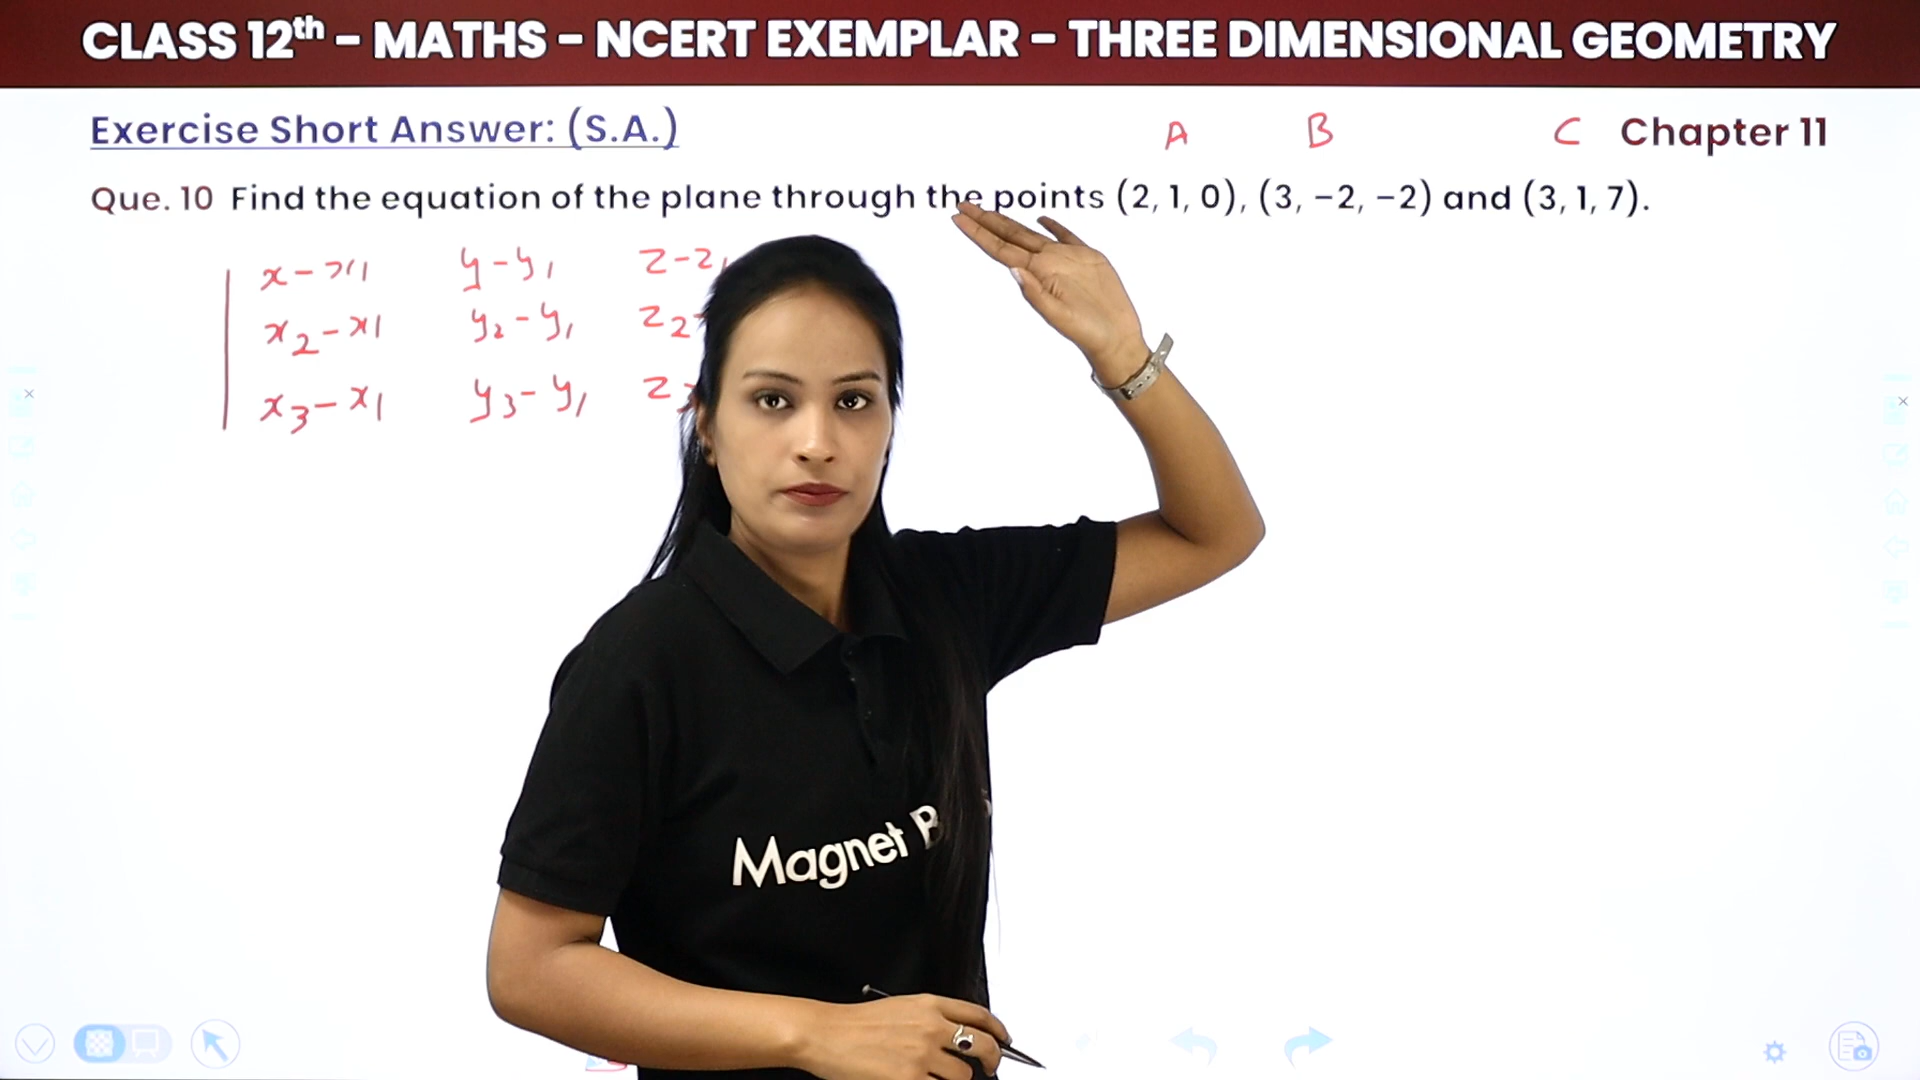 CLASS 12th – MATHS – NCERT EXEMPLAR – THREE DIMENSIONAL GEOMETRY
Exercise Short Answer: (S.A.)
A B C
Chapter 11
Que. 10 Find the equation of the plane through the points (2, 1, 0), (3, −2, −2) and (3, 1, 7).
x − x1 y − y1 z − z1
x2 − x1 y2 − y1 z2
x3 − x1 y3 − y1 z
Magnet B